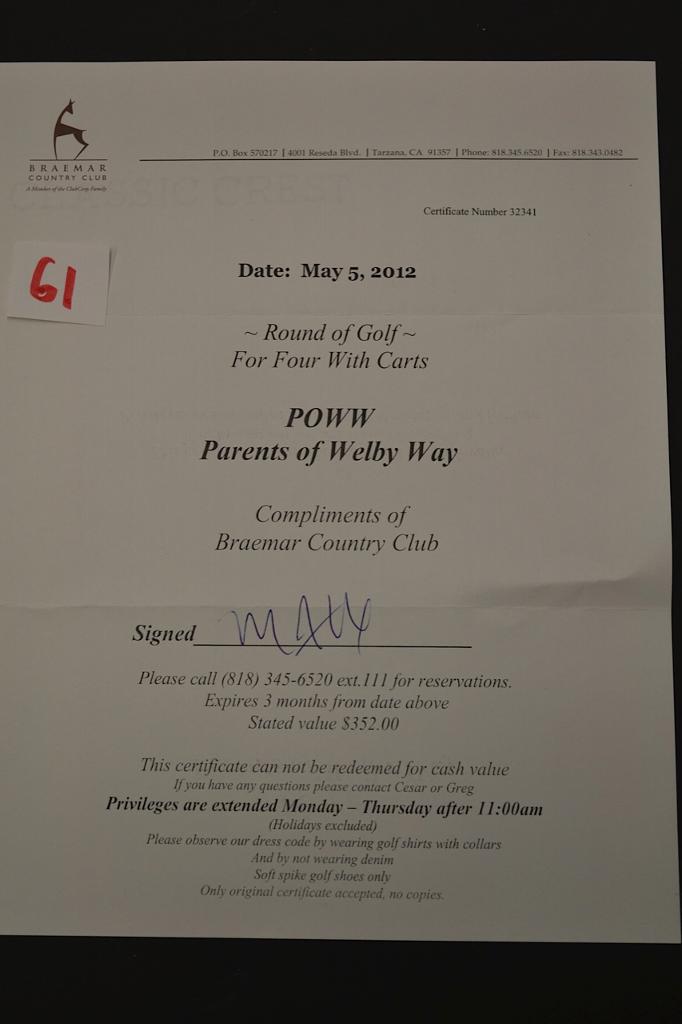 BRAEMAR
COUNTRY CLUB
A Member of the ClubCorp Family
P.O. Box 570217 | 4001 Reseda Blvd. | Tarzana, CA 91357 | Phone: 818.345.6520 | Fax: 818.343.0482
Certificate Number 32341
61
Date: May 5, 2012
~ Round of Golf ~
For Four With Carts
POWW
Parents of Welby Way
Compliments of
Braemar Country Club
Signed
Please call (818) 345-6520 ext.111 for reservations.
Expires 3 months from date above
Stated value $352.00
This certificate can not be redeemed for cash value
If you have any questions please contact Cesar or Greg
Privileges are extended Monday – Thursday after 11:00am
(Holidays excluded)
Please observe our dress code by wearing golf shirts with collars
And by not wearing denim
Soft spike golf shoes only
Only original certificate accepted, no copies.